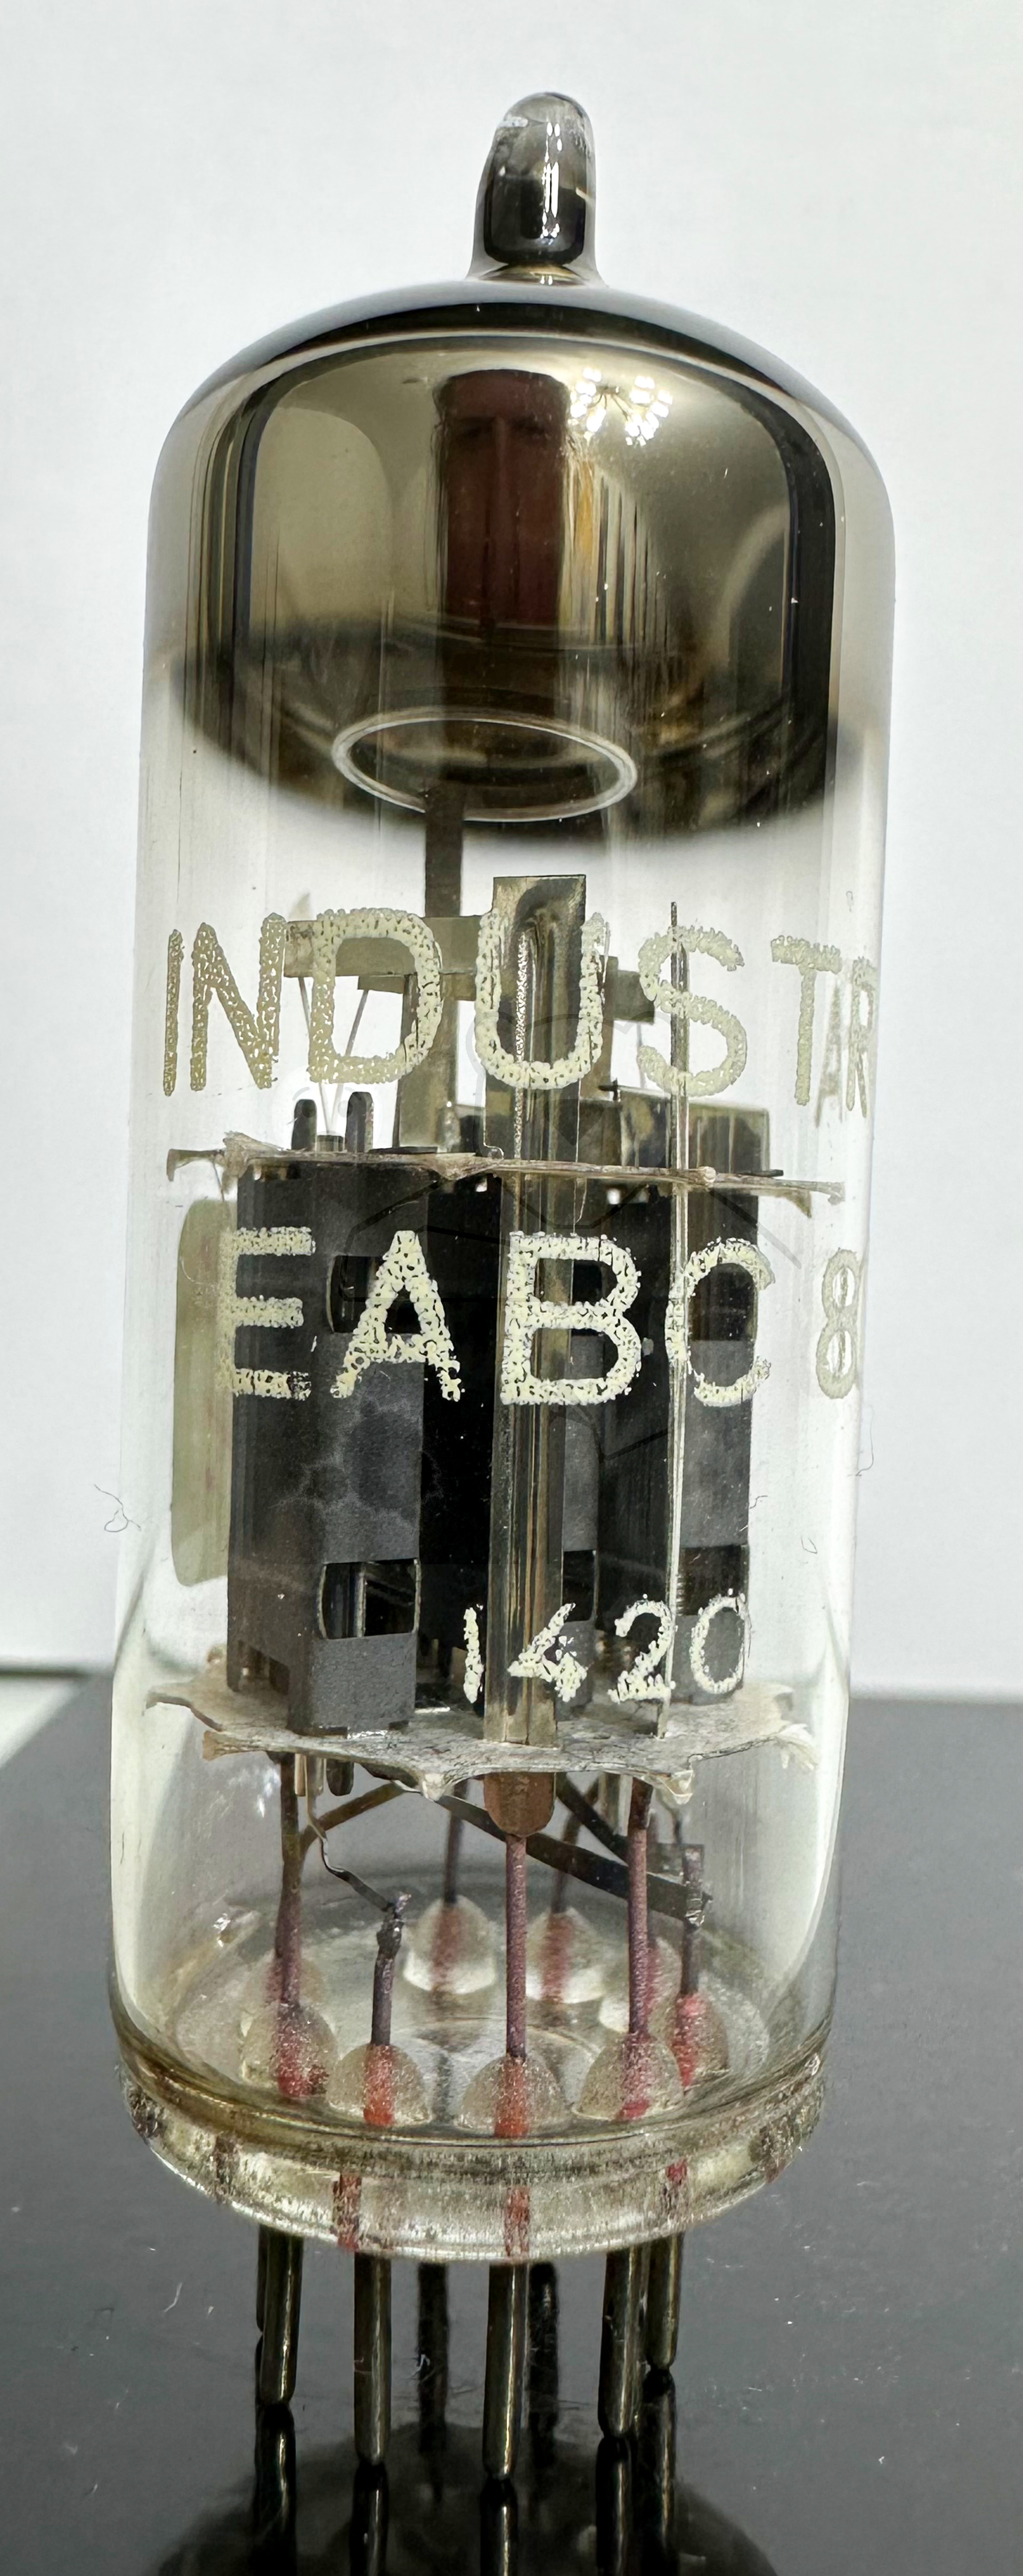 INDUSTR
EABC 8
1420